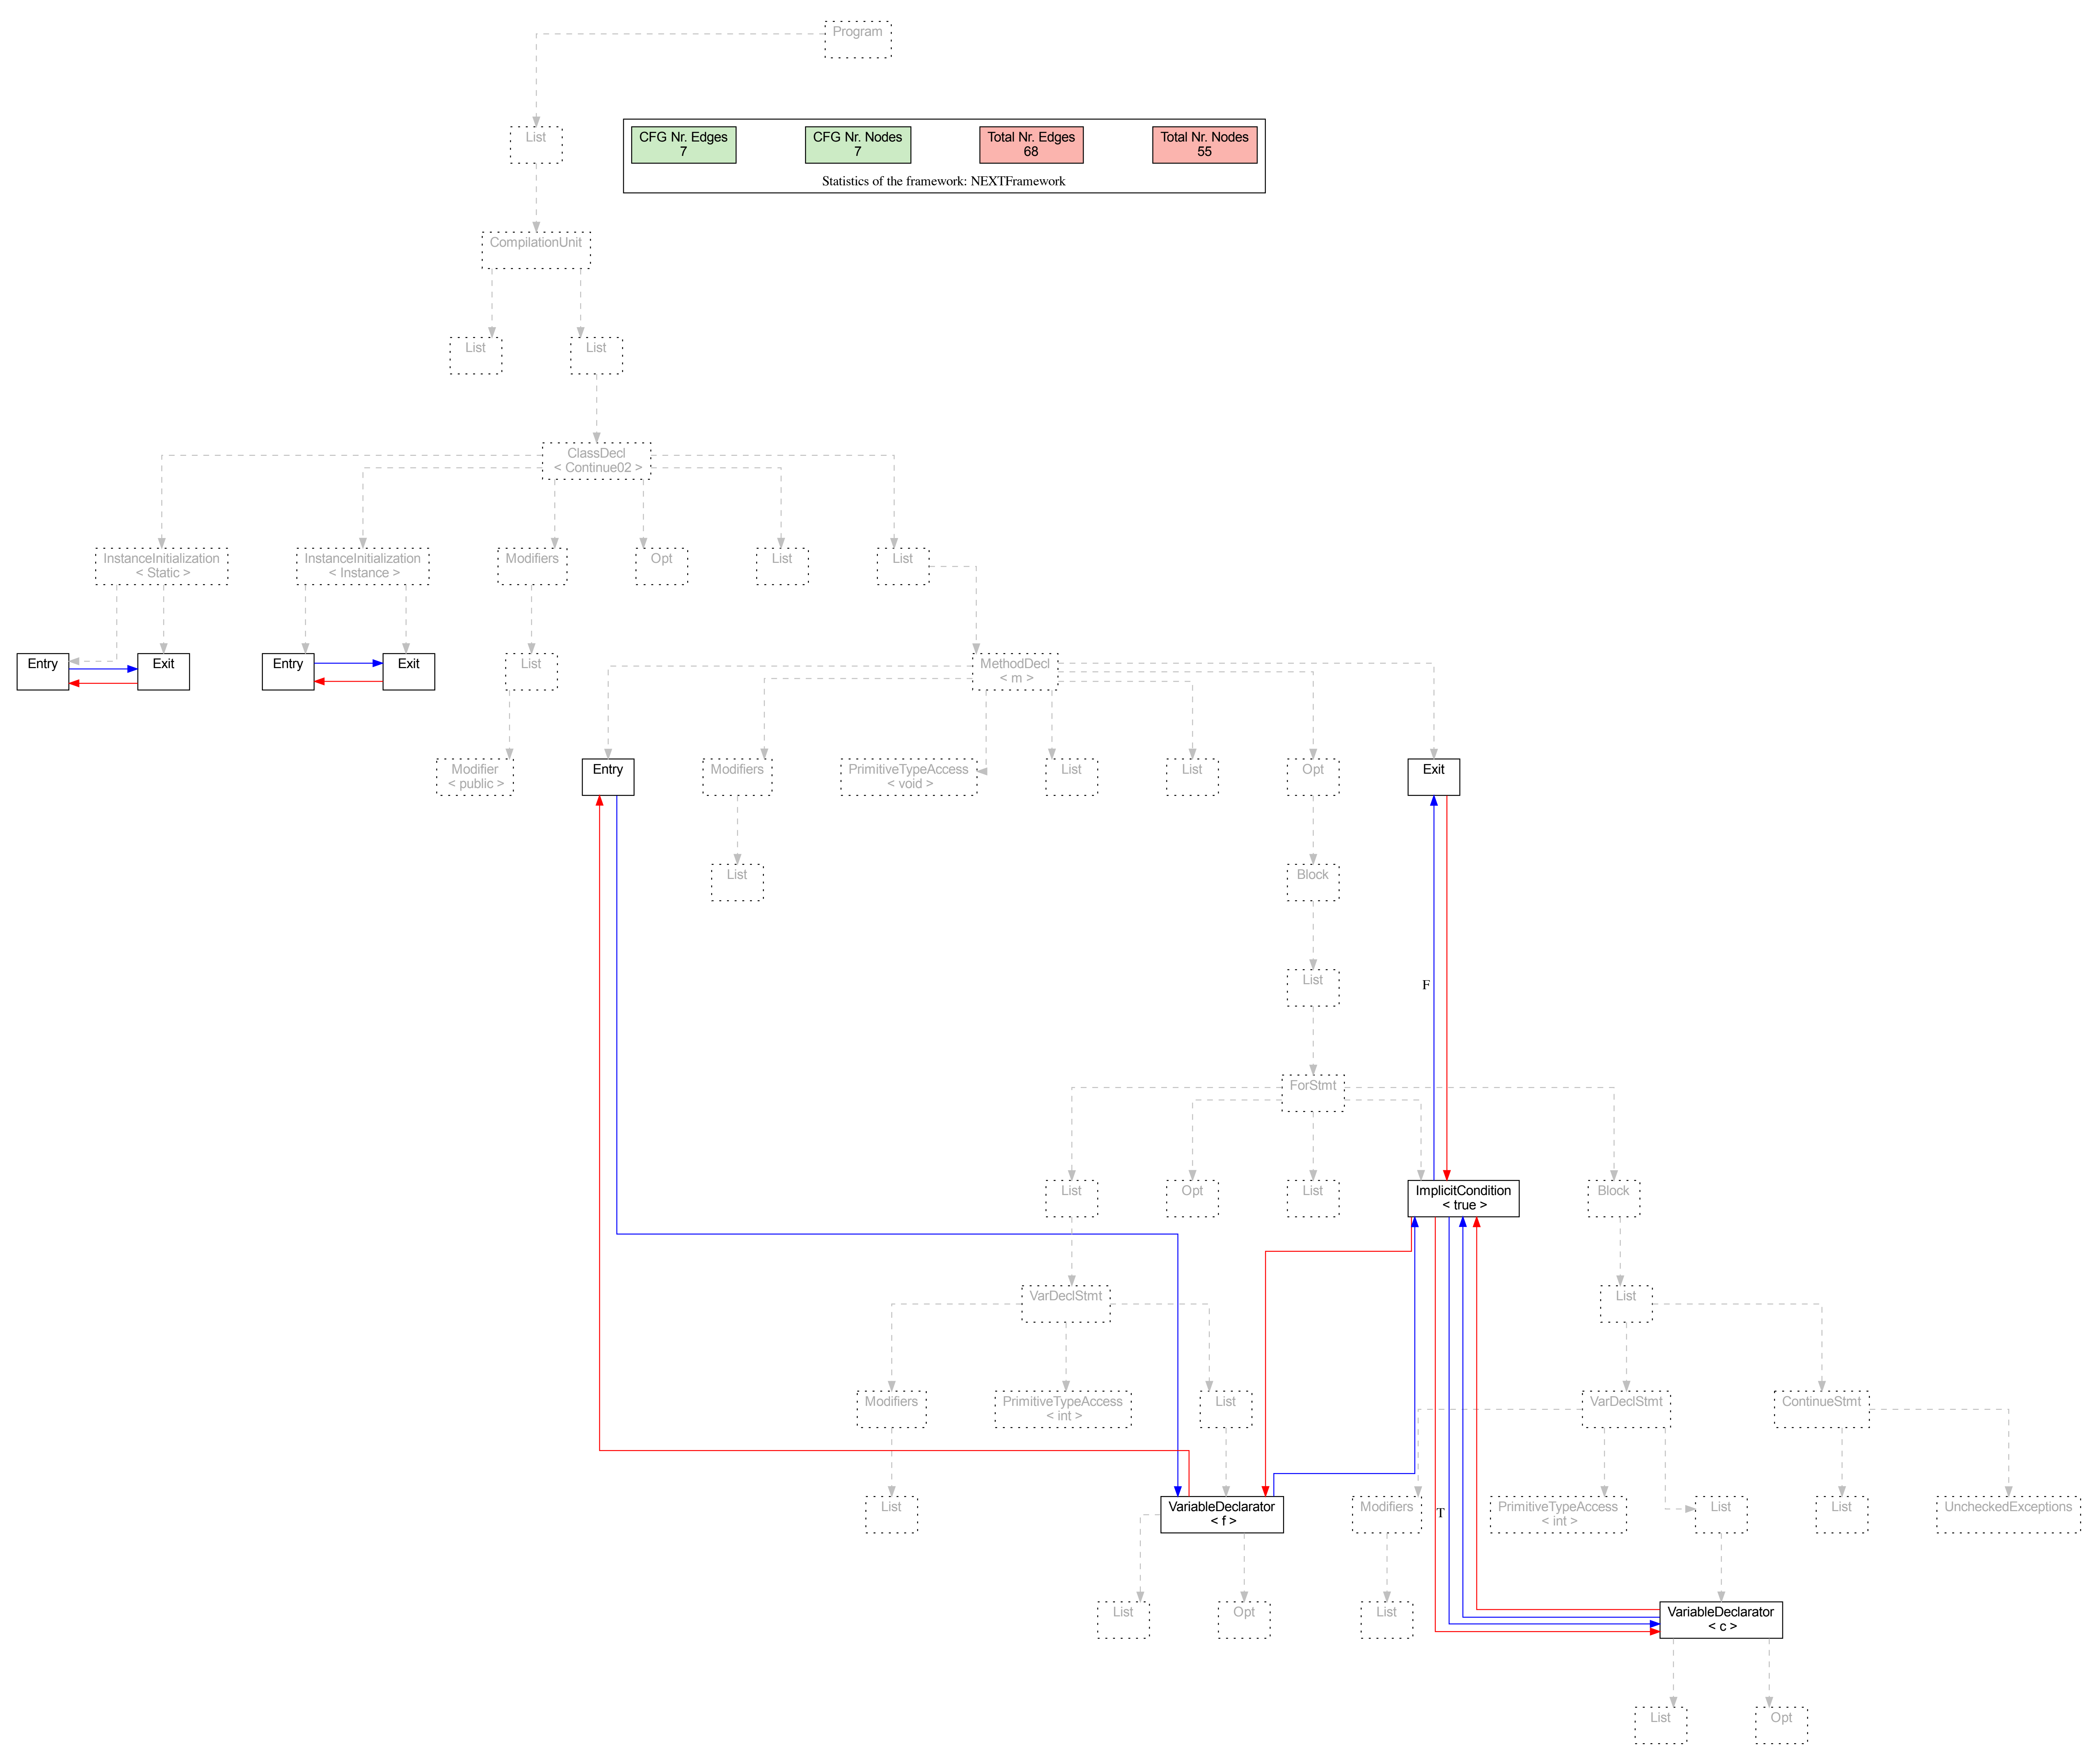 Program
List
CFG Nr. Edges
7
CFG Nr. Nodes
7
Total Nr. Edges
68
Total Nr. Nodes
55
Statistics of the framework: NEXTFramework
CompilationUnit
List
List
ClassDecl
< Continue02 >
InstanceInitialization
< Static >
InstanceInitialization
< Instance >
Modifiers
Opt
List
List
Entry
Exit
Entry
Exit
List
MethodDecl
< m >
Modifier
< public >
Entry
Modifiers
PrimitiveTypeAccess
< void >
List
List
Opt
Exit
List
Block
List
F
ForStmt
List
Opt
List
ImplicitCondition
< true >
Block
VarDeclStmt
List
Modifiers
PrimitiveTypeAccess
< int >
List
VarDeclStmt
ContinueStmt
List
VariableDeclarator
< f >
Modifiers
T
PrimitiveTypeAccess
< int >
List
List
UncheckedExceptions
List
Opt
List
VariableDeclarator
< c >
List
Opt